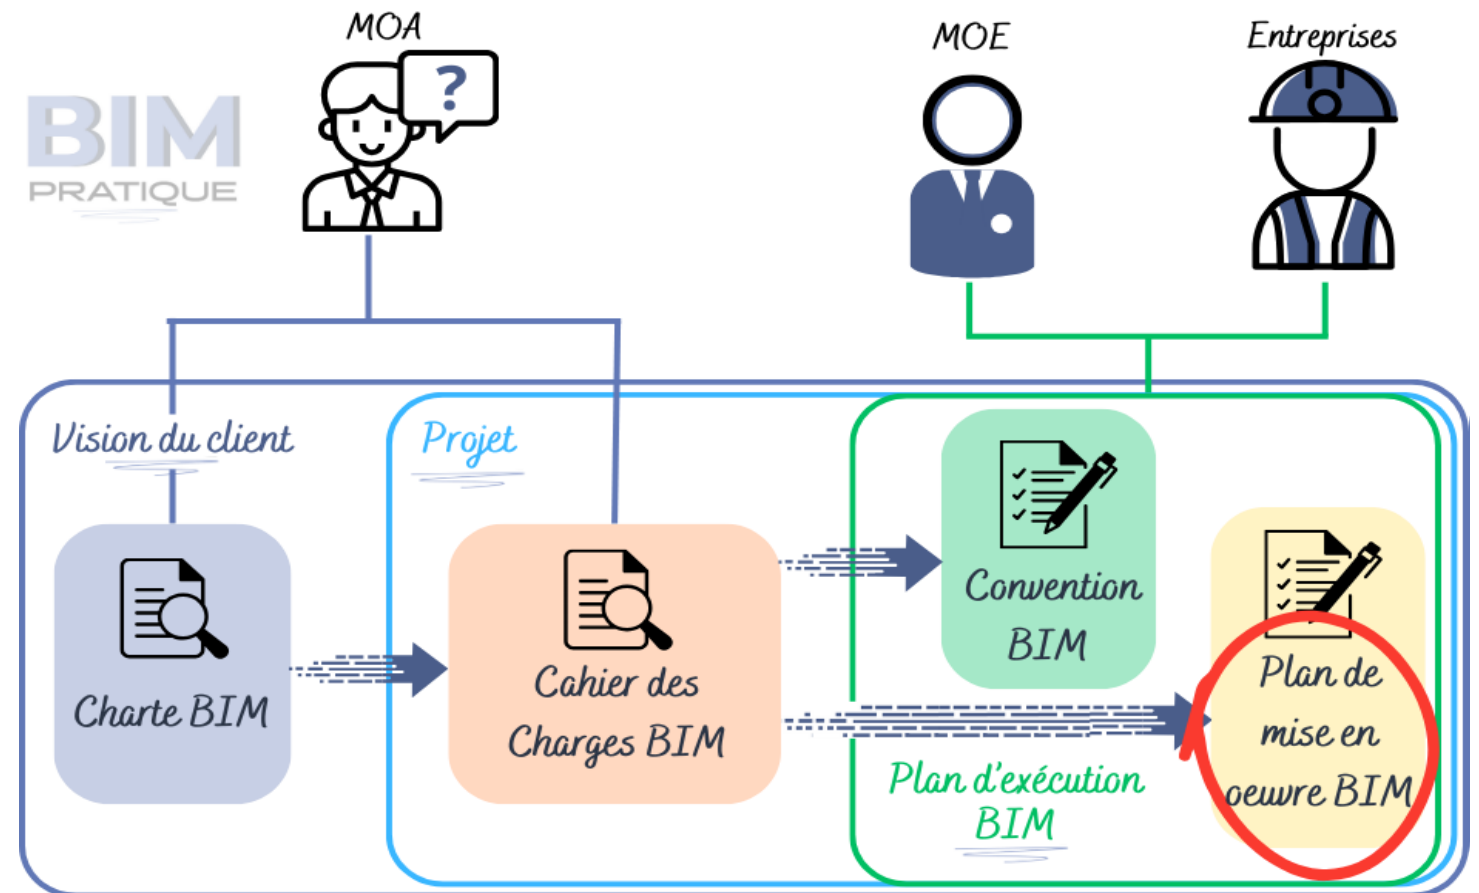 MOA
MOE
Entreprises
?
BIM
PRATIQUE
Vision du client
Projet
Charte BIM
Cahier des
Charges BIM
Convention
BIM
Plan de
mise en
oeuvre BIM
Plan d'exécution
BIM